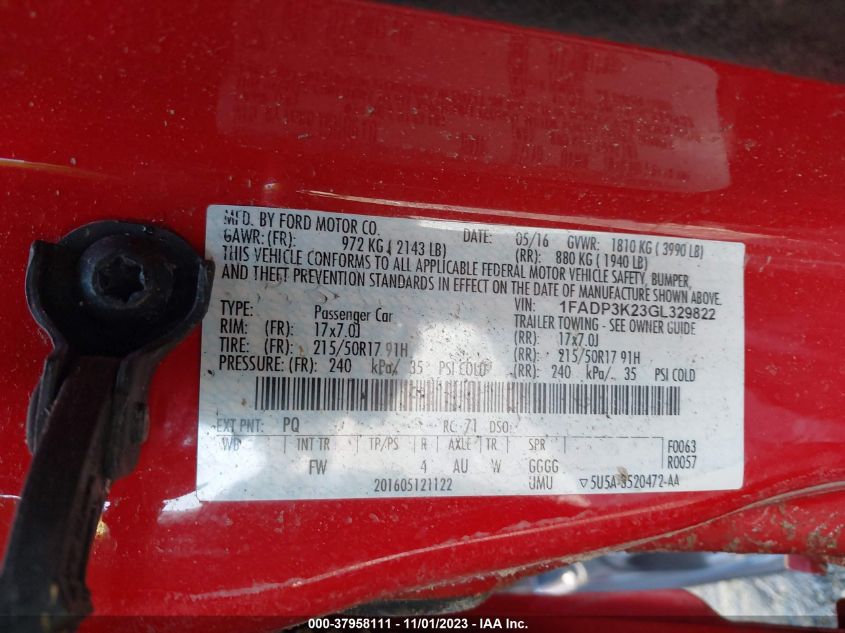 MFD. BY FORD MOTOR CO. DATE: 05/16 GVWR: 1810 KG ( 3990 LB)
GAWR: (FR): 972 KG ( 2143 LB) (RR): 880 KG ( 1940 LB)
THIS VEHICLE CONFORMS TO ALL APPLICABLE FEDERAL MOTOR VEHICLE SAFETY, BUMPER,
AND THEFT PREVENTION STANDARDS IN EFFECT ON THE DATE OF MANUFACTURE SHOWN ABOVE.
VIN: 1FADP3K23GL329822
TYPE: Passenger Car TRAILER TOWING - SEE OWNER GUIDE
RIM: (FR): 17x7.0J (RR): 17x7.0J
TIRE: (FR): 215/50R17 91H (RR): 215/50R17 91H
PRESSURE: (FR): 240 kPa/ 35 PSI COLD (RR): 240 kPa/. 35 PSI COLD
EXT PNT: PQ RC: 71 DSO:
WB INT TR TP/PS R AXLE TR SPR F0063
FW 4 AU W GGGG R0057
201605121122 UMU ▽5U5A-3520472-AA
000-37958111 - 11/01/2023 - IAA Inc.